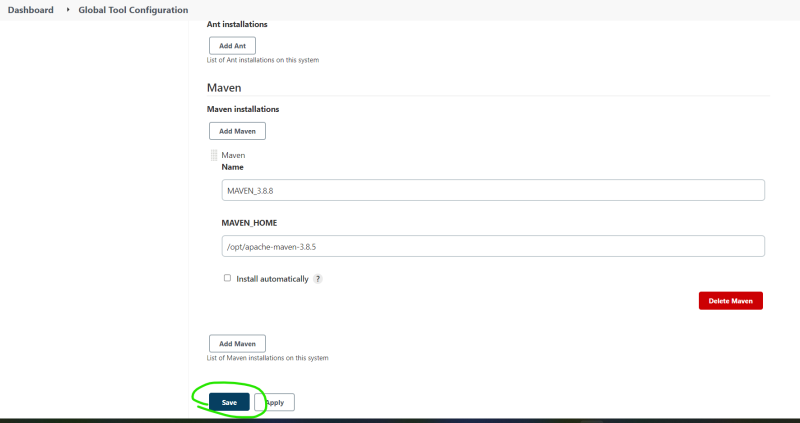 Dashboard Global Tool Configuration
Ant installations
Add Ant
List of Ant installations on this system
Maven
Maven installations
Add Maven
Maven
Name
MAVEN_3.8.8
MAVEN_HOME
/opt/apache-maven-3.8.5
Install automatically ?
Delete Maven
Add Maven
List of Maven installations on this system
Save Apply